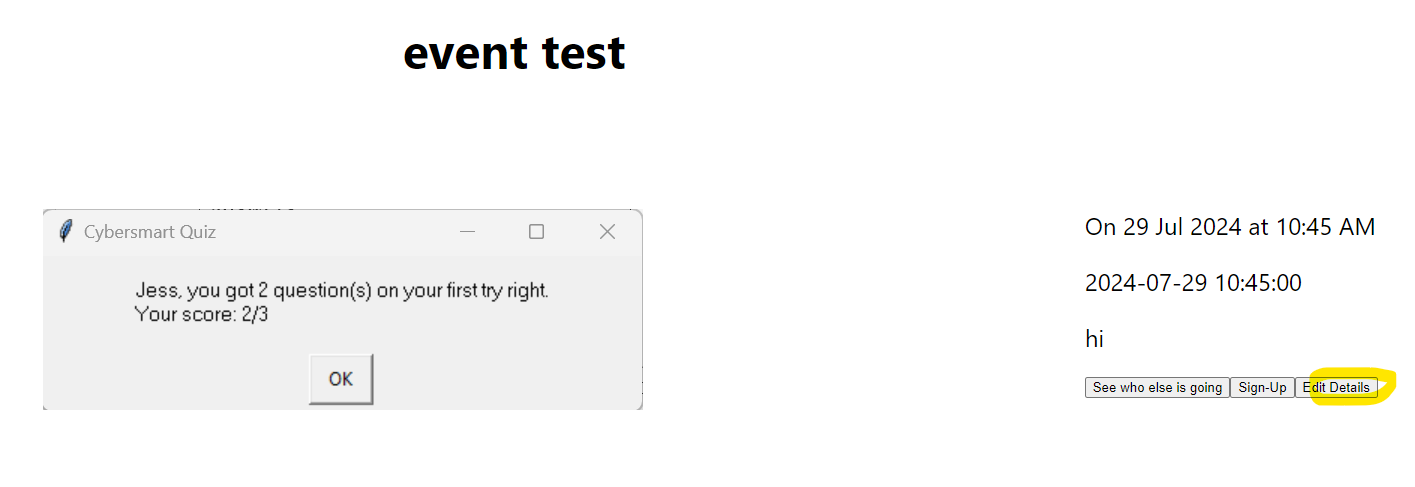 event test
Cybersmart Quiz
Jess, you got 2 question(s) on your first try right.
Your score: 2/3
OK
On 29 Jul 2024 at 10:45 AM
2024-07-29 10:45:00
hi
See who else is going Sign-Up Edit Details